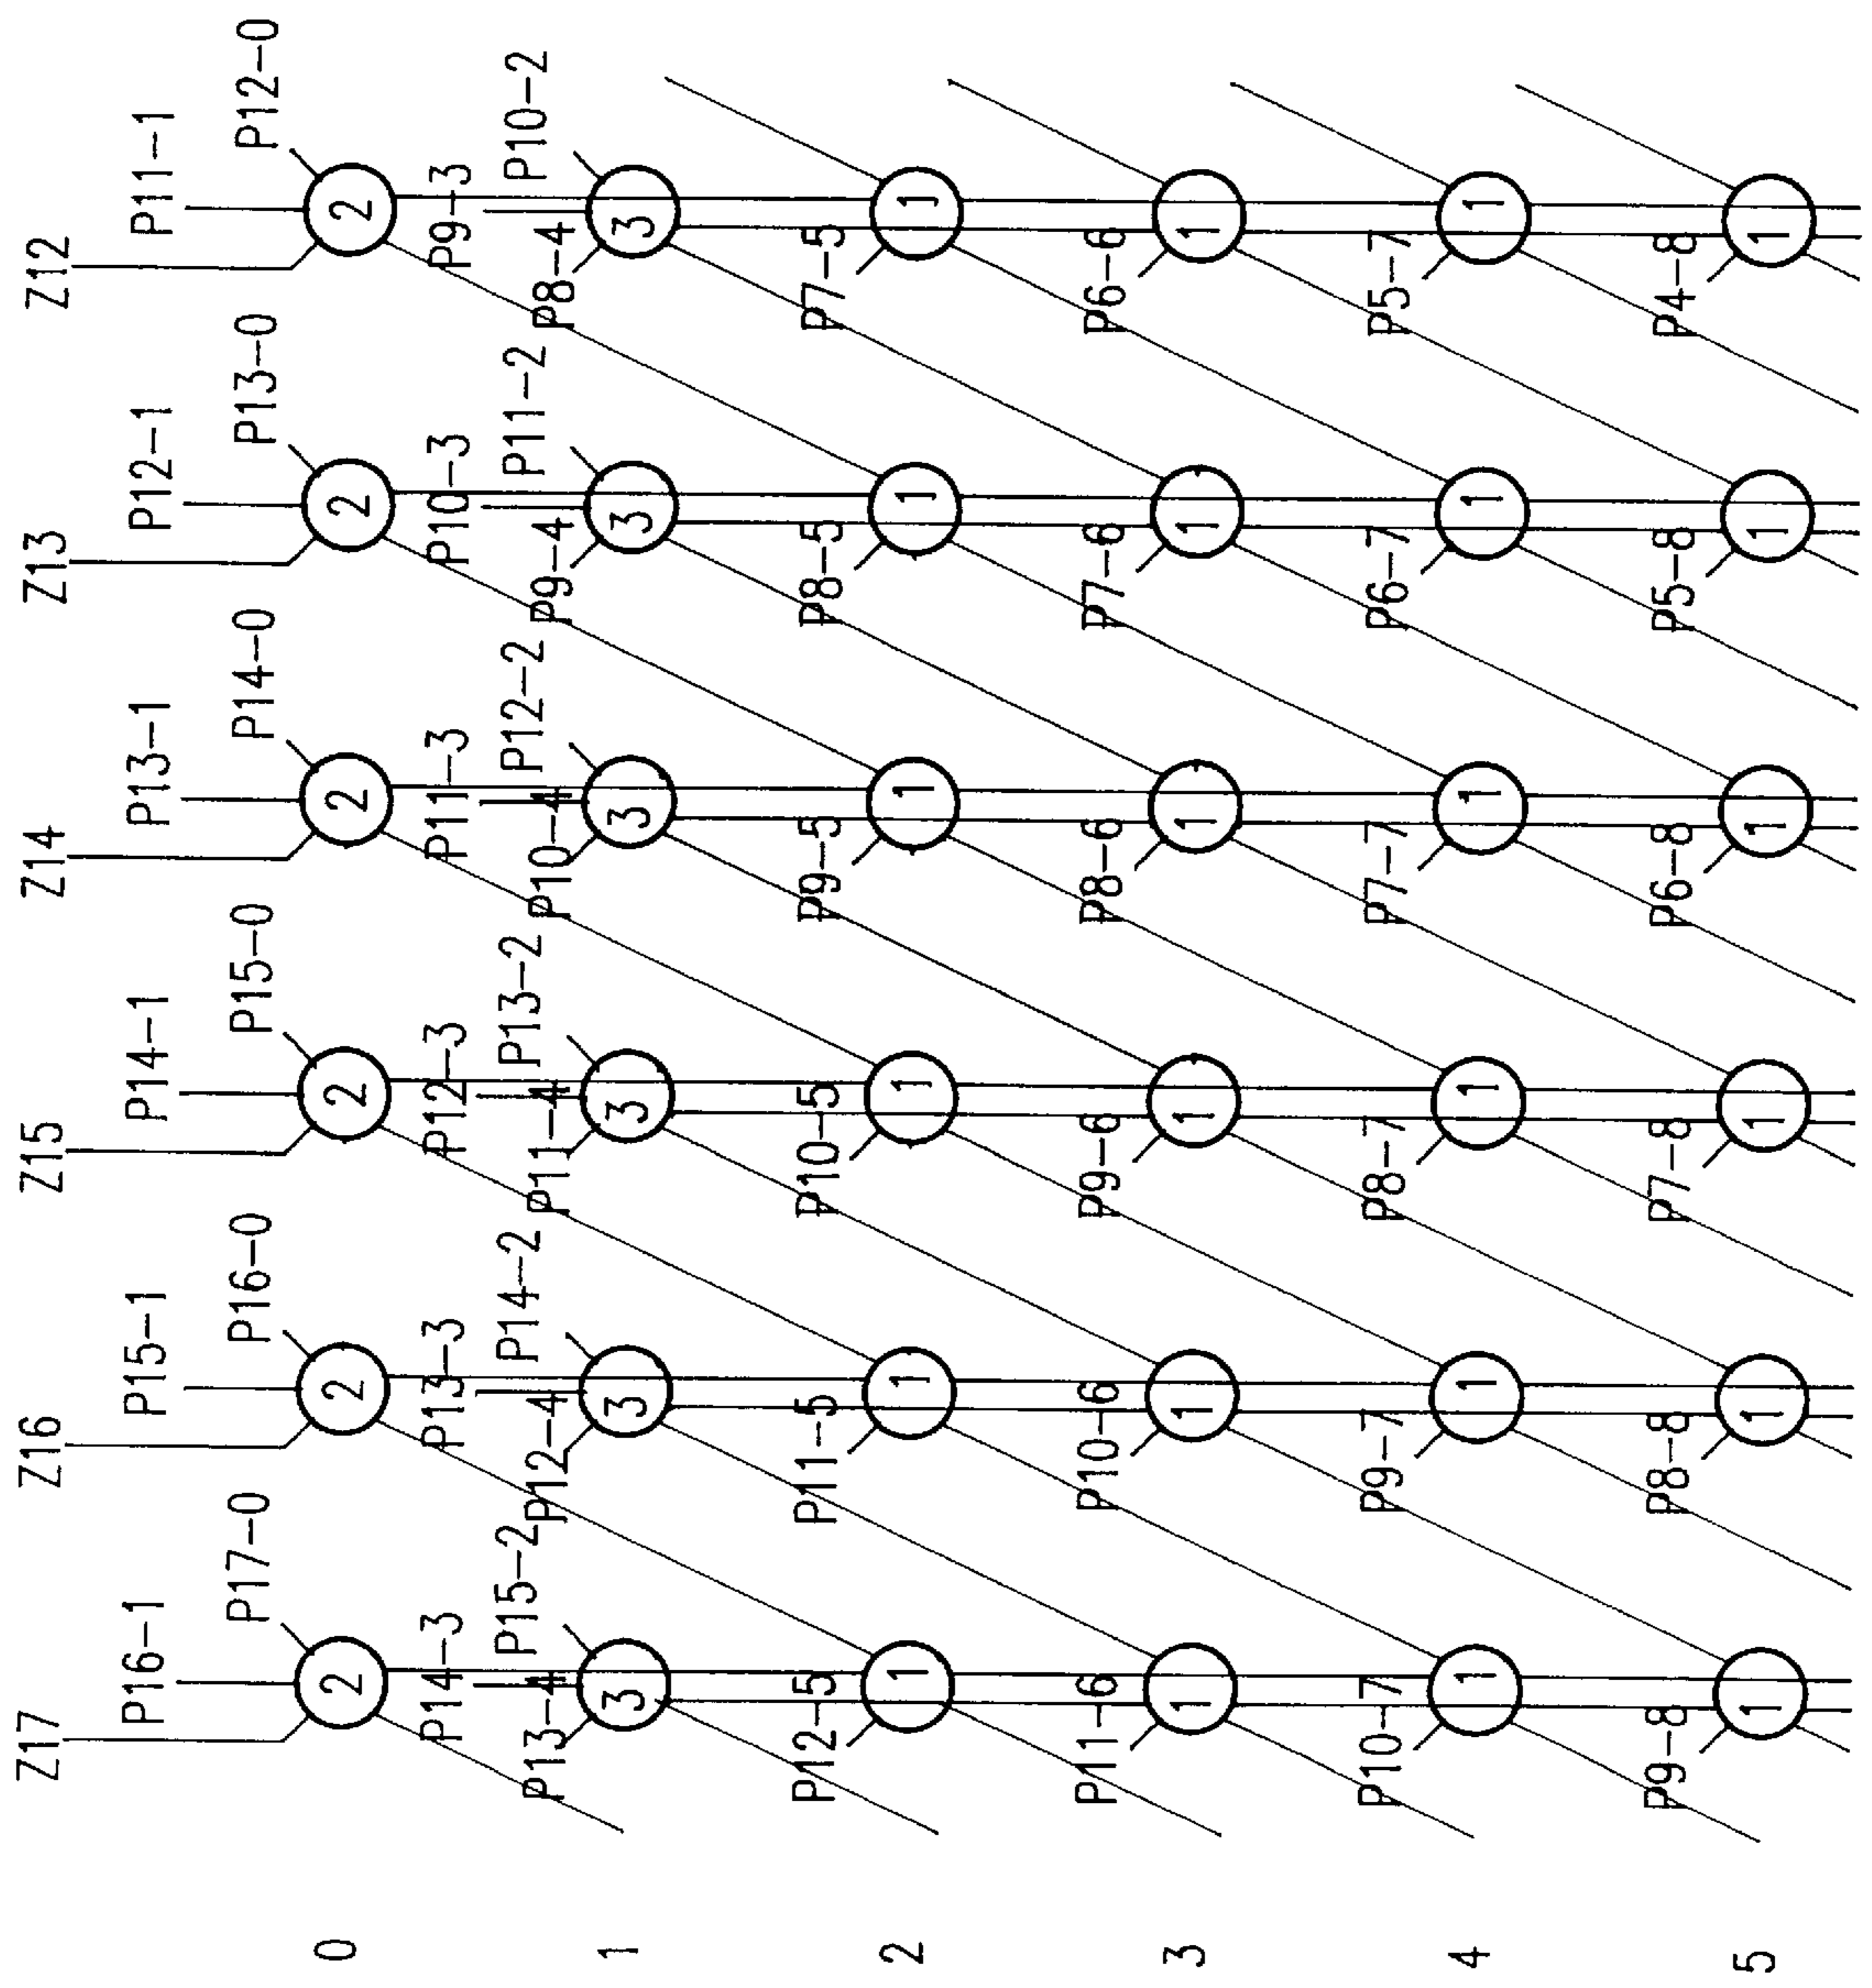 Z17 Z16 Z15 Z14 Z13 Z12
P16-1 P15-1 P14-1 P13-1 P12-1 P11-1
P17-0 P16-0 P15-0 P14-0 P13-0 P12-0
0 2 2 2 2 2 2
P14-3 P13-3 P12-3 P11-3 P10-3 P9-3
P15-2 P14-2 P13-2 P12-2 P11-2 P10-2
P13-4 P12-4 P11-4 P10-4 P9-4 P8-4
1 3 3 3 3 3 3
P12-5 P11-5 P10-5 P9-5 P8-5 P7-5
2 1 1 1 1 1 1
P11-6 P10-6 P9-6 P8-6 P7-6 P6-6
3 1 1 1 1 1 1
P10-7 P9-7 P8-7 P7-7 P6-7 P5-7
4 1 1 1 1 1 1
P9-8 P8-8 P7-8 P6-8 P5-8 P4-8
5 1 1 1 1 1 1